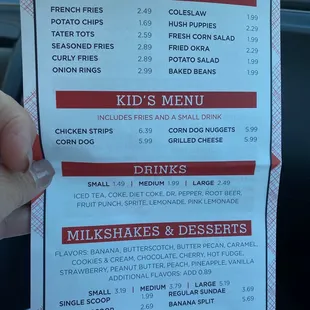 FRENCH FRIES 2.49
POTATO CHIPS 1.69
TATER TOTS 2.59
SEASONED FRIES 2.89
CURLY FRIES 2.89
ONION RINGS 2.99
COLESLAW 1.99
HUSH PUPPIES 2.29
FRESH CORN SALAD 1.99
FRIED OKRA 2.29
POTATO SALAD 1.99
BAKED BEANS 1.99
KID'S MENU
INCLUDES FRIES AND A SMALL DRINK
CHICKEN STRIPS 6.39
CORN DOG 5.99
CORN DOG NUGGETS 5.99
GRILLED CHEESE 5.99
DRINKS
SMALL 1.49 | MEDIUM 1.99 | LARGE 2.49
ICED TEA, COKE, DIET COKE, DR. PEPPER, ROOT BEER,
FRUIT PUNCH, SPRITE, LEMONADE, PINK LEMONADE
MILKSHAKES & DESSERTS
FLAVORS: BANANA, BUTTERSCOTCH, BUTTER PECAN, CARAMEL,
COOKIES & CREAM, CHOCOLATE, CHERRY, HOT FUDGE,
STRAWBERRY, PEANUT BUTTER, PEACH, PINEAPPLE, VANILLA
ADDITIONAL FLAVORS: ADD 0.89
SMALL 3.19 | MEDIUM 3.79 | LARGE 5.19
SINGLE SCOOP 1.99
REGULAR SUNDAE 3.69
BANANA SPLIT 5.69